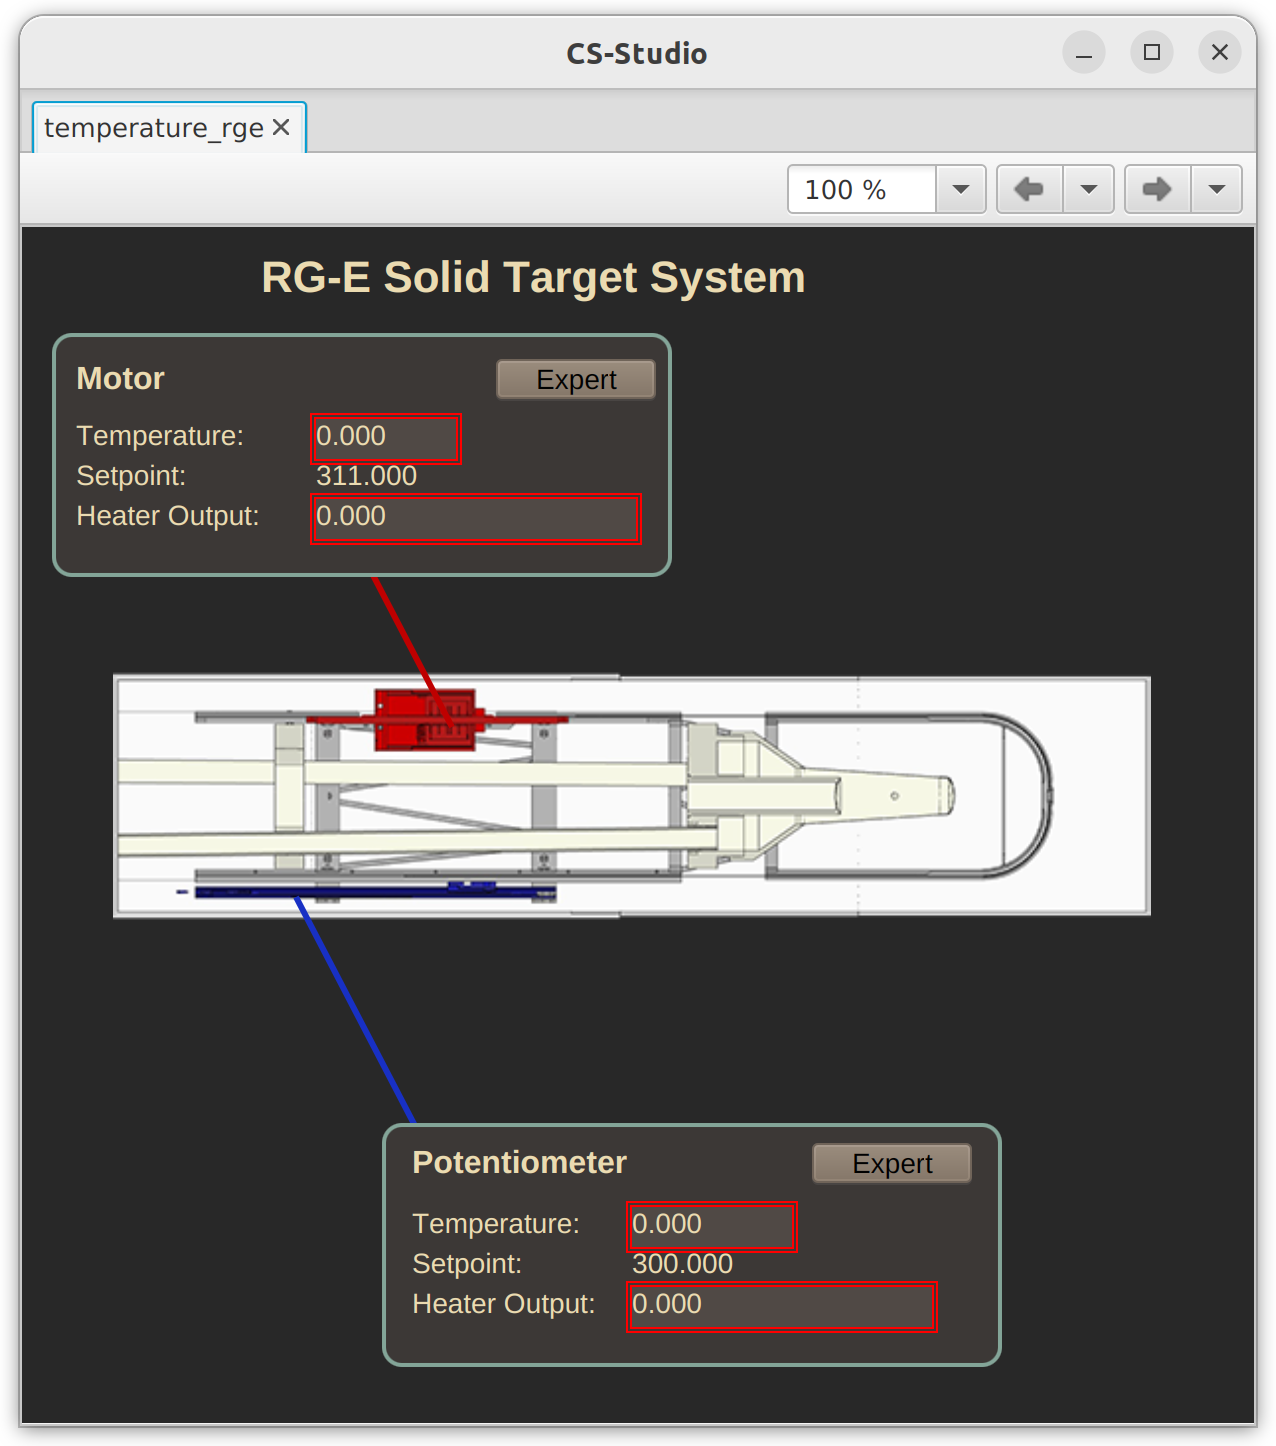 CS-Studio
temperature_rge
100 %
RG-E Solid Target System
Motor
Expert
Temperature: 0.000
Setpoint: 311.000
Heater Output: 0.000
Potentiometer
Expert
Temperature: 0.000
Setpoint: 300.000
Heater Output: 0.000